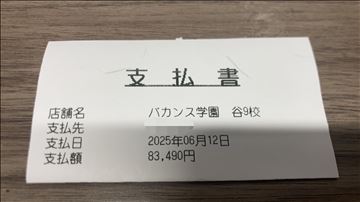 支払書
店舗名 バカンス学園 谷9校
支払先
支払日 2025年06月12日
支払額 83,490円